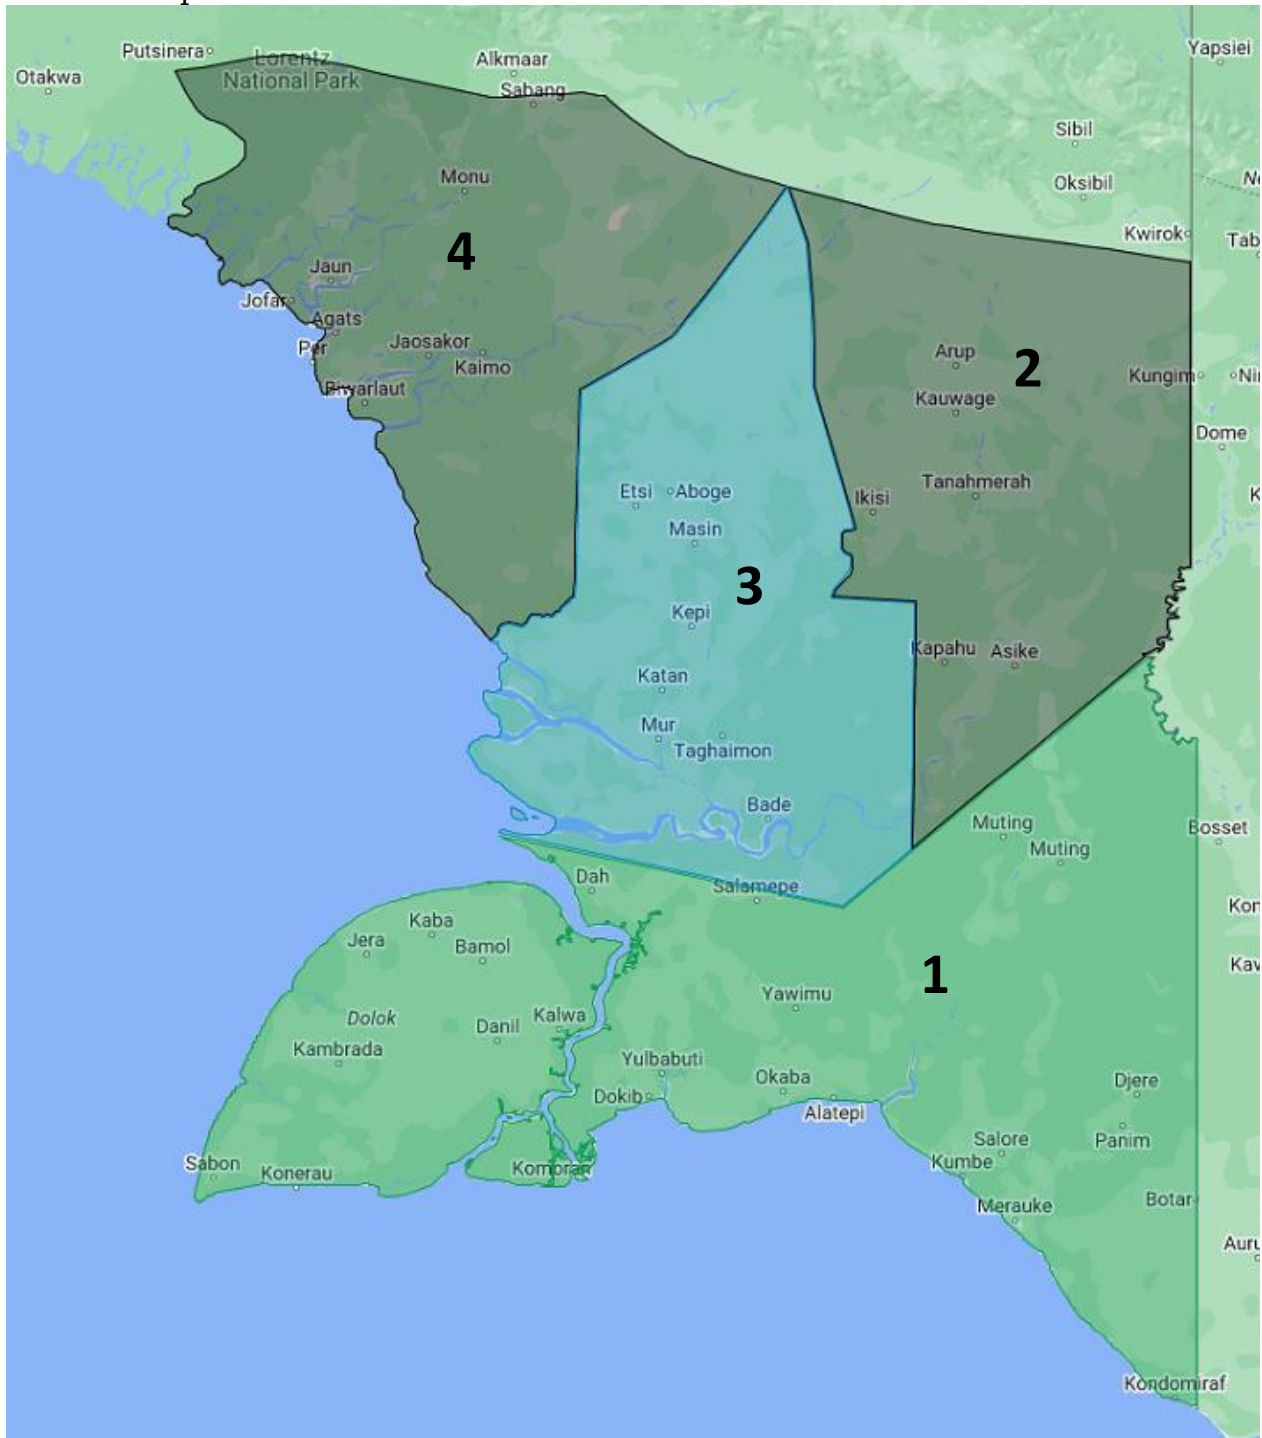 Putsinera
Otakwa
Lorentz
National Park
Alkmaar
Sabang
Yapsiei
Sibil
Oksibil
Kwirok
Tab
Monu
4
Jaun
Jofar
Agats
Per
Jaosakor
Kaimo
Biwarlaut
Arup
2
Kungim
Kauwage
Dome
Tanahmerah
Ikisi
Etsi
Aboge
Masin
3
Kepi
Kapahu
Asike
Katan
Mur
Taghaimon
Bade
Muting
Muting
Bosset
Dah
Salamepe
Kaba
Jera
Bamol
1
Yawimu
Dolok
Danil
Kalwa
Kambrada
Yulbabuti
Dokib
Okaba
Alatepi
Djere
Panim
Salore
Kumbe
Sabon
Konerau
Komoran
Merauke
Botar
Kondomiraf